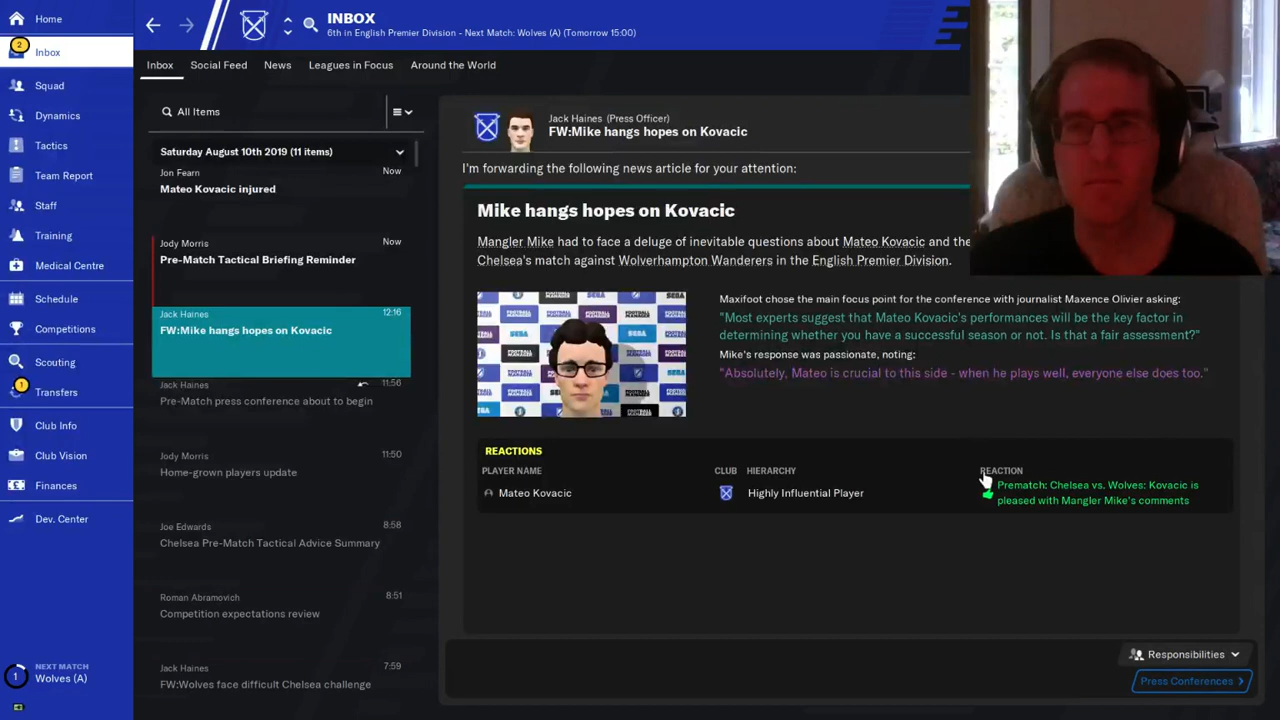 Home
2
Inbox
Squad
Dynamics
Tactics
Team Report
Staff
Training
Medical Centre
Schedule
Competitions
Scouting
1
Transfers
Club Info
Club Vision
Finances
Dev. Center
1
NEXT MATCH
Wolves (A)
INBOX
6th in English Premier Division - Next Match: Wolves (A) (Tomorrow 15:00)
Inbox Social Feed News Leagues in Focus Around the World
All Items
Saturday August 10th 2019 (11 items)
Jon Fearn Now
Mateo Kovacic injured
Jody Morris Now
Pre-Match Tactical Briefing Reminder
Jack Haines 12:16
FW:Mike hangs hopes on Kovacic
Jack Haines 11:56
Pre-Match press conference about to begin
Jody Morris 11:50
Home-grown players update
Joe Edwards 8:58
Chelsea Pre-Match Tactical Advice Summary
Roman Abramovich 8:51
Competition expectations review
Jack Haines 7:59
FW:Wolves face difficult Chelsea challenge
Jack Haines (Press Officer)
FW:Mike hangs hopes on Kovacic
I'm forwarding the following news article for your attention:
Mike hangs hopes on Kovacic
Mangler Mike had to face a deluge of inevitable questions about Mateo Kovacic and the
Chelsea's match against Wolverhampton Wanderers in the English Premier Division.
SEGA
FOOTBALL MANAGER
Maxifoot chose the main focus point for the conference with journalist Maxence Olivier asking:
"Most experts suggest that Mateo Kovacic's performances will be the key factor in
determining whether you have a successful season or not. Is that a fair assessment?"
Mike's response was passionate, noting:
"Absolutely, Mateo is crucial to this side - when he plays well, everyone else does too."
REACTIONS
PLAYER NAME CLUB HIERARCHY REACTION
Mateo Kovacic Highly Influential Player Prematch: Chelsea vs. Wolves: Kovacic is
pleased with Mangler Mike's comments
Responsibilities
Press Conferences